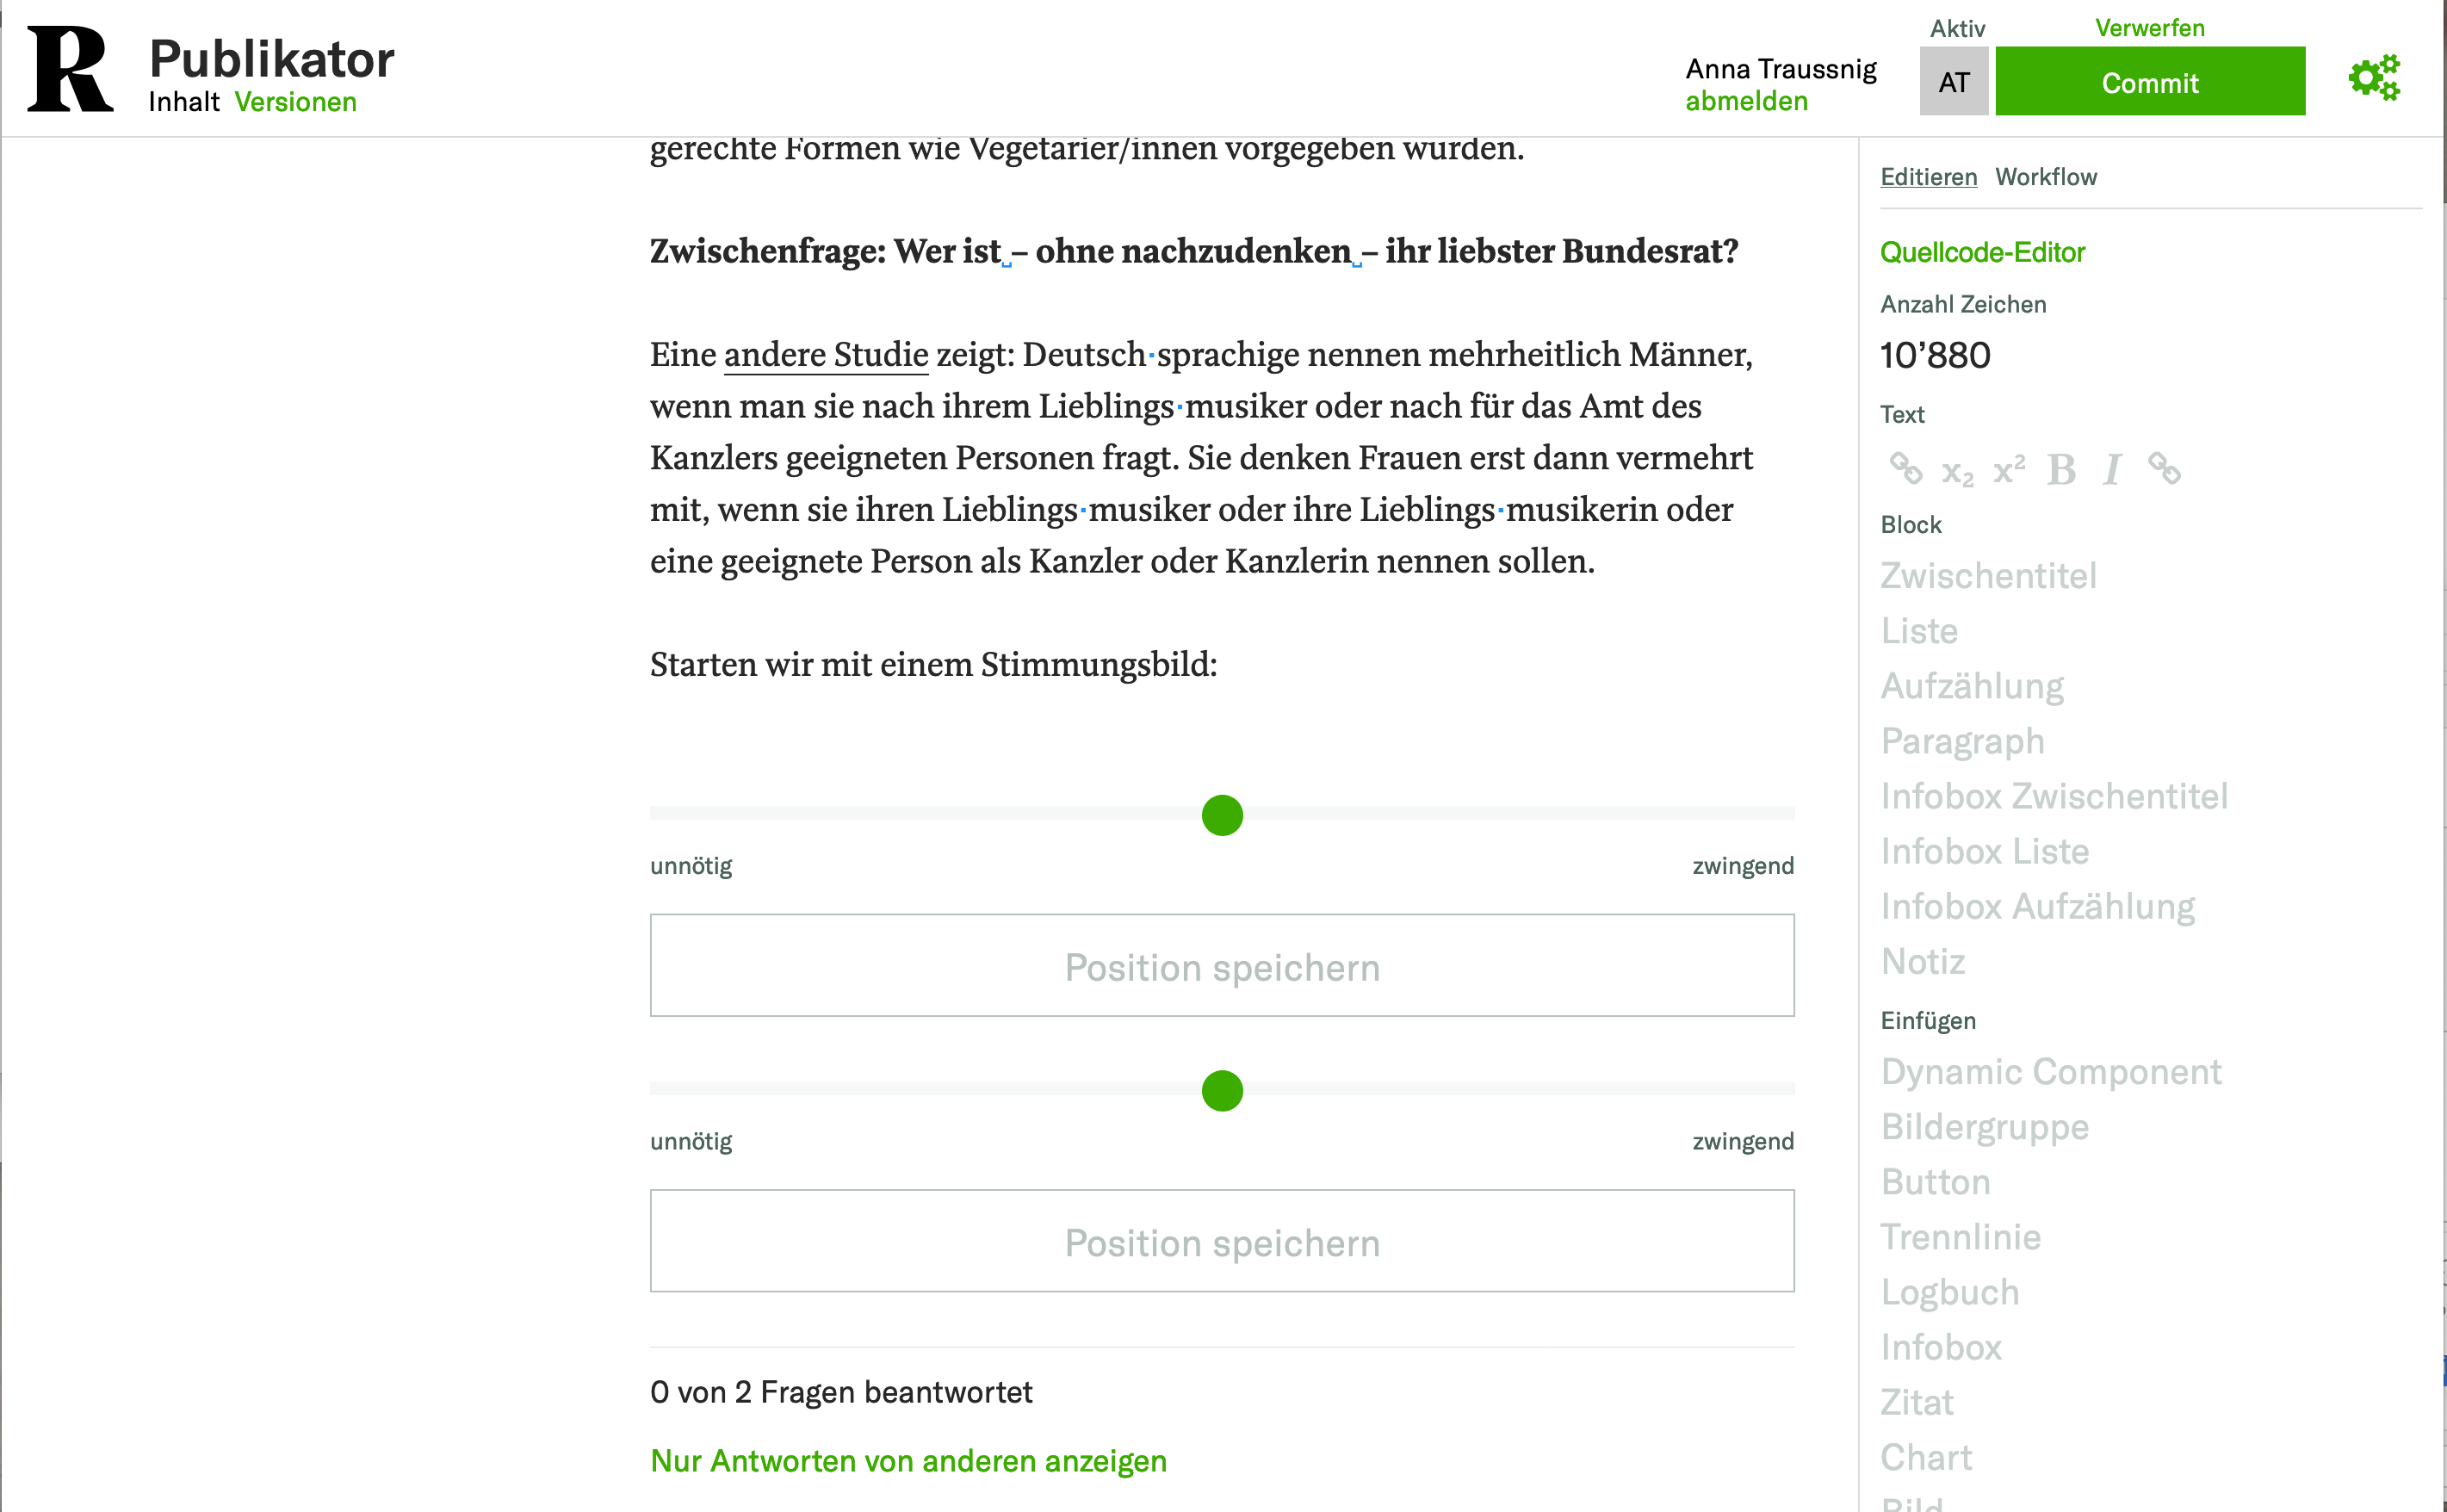 R
Publikator
Inhalt Versionen
Anna Traussnig
abmelden
Aktiv
AT
Verwerfen
Commit
gerechte Formen wie Vegetarier/innen vorgegeben wurden.
Zwischenfrage: Wer ist – ohne nachzudenken – ihr liebster Bundesrat?
Eine andere Studie zeigt: Deutsch·sprachige nennen mehrheitlich Männer,
wenn man sie nach ihrem Lieblings·musiker oder nach für das Amt des
Kanzlers geeigneten Personen fragt. Sie denken Frauen erst dann vermehrt
mit, wenn sie ihren Lieblings·musiker oder ihre Lieblings·musikerin oder
eine geeignete Person als Kanzler oder Kanzlerin nennen sollen.
Starten wir mit einem Stimmungsbild:
unnötig zwingend
Position speichern
unnötig zwingend
Position speichern
0 von 2 Fragen beantwortet
Nur Antworten von anderen anzeigen
Editieren Workflow
Quellcode-Editor
Anzahl Zeichen
10’880
Text
x₂ x² B I
Block
Zwischentitel
Liste
Aufzählung
Paragraph
Infobox Zwischentitel
Infobox Liste
Infobox Aufzählung
Notiz
Einfügen
Dynamic Component
Bildergruppe
Button
Trennlinie
Logbuch
Infobox
Zitat
Chart
Bild